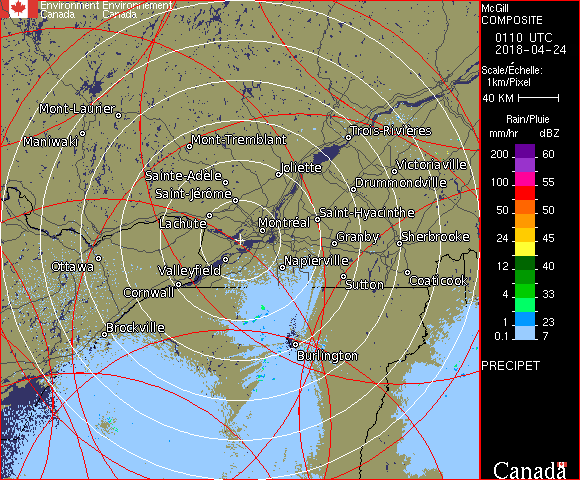 Environment Environnement
Canada Canada
McGill
COMPOSITE
0110 UTC
2018-04-24
Scale/Échelle:
1km/Pixel
40 KM
Rain/Pluie
mm/hr dBZ
200 60
150 55
100 55
50 50
24 45
12 40
4 33
1 23
0.1 7
PRECIPET
Canada
Mont-Laurier
Maniwaki
Mont-Tremblant
Trois-Rivières
Sainte-Adèle
Joliette
Victoriaville
Saint-Jérôme
Drummondville
Lachute
Montréal
Saint-Hyacinthe
Granby
Sherbrooke
Ottawa
Valleyfield
Napierville
Cornwall
Sutton
Coaticook
Brockville
Burlington